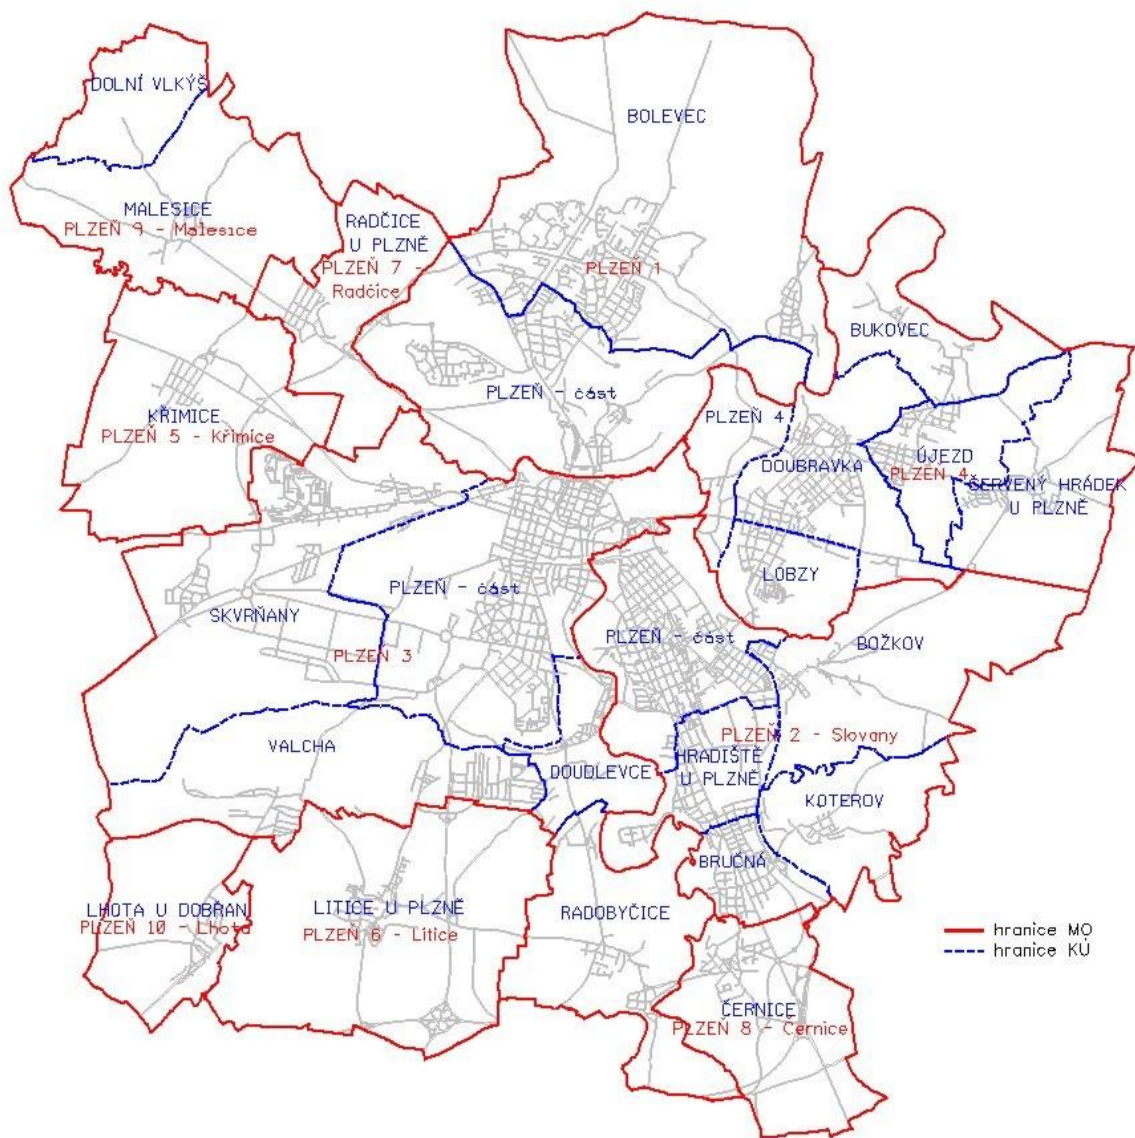 DOLNÍ VLKÝŠ
BOLEVEC
MALESICE
PLZEŇ 9 - Malesice
RADČICE
U PLZNĚ
PLZEŇ 7 -
Radčice
PLZEŇ 1
BUKOVEC
PLZEŇ - část
KŘIMICE
PLZEŇ 5 - Křimice
PLZEŇ 4
DOUBRAVKA
ÚJEZD
PLZEŇ 4
ČERVENÝ HRÁDEK
U PLZNĚ
LOBZY
PLZEŇ - část
SKVRŇANY
PLZEŇ 3
PLZEŇ - část
BOŽKOV
VALCHA
PLZEŇ 2 - Slovany
HRADIŠTĚ
U PLZNĚ
DOUDLEVCE
KOTEROV
BRUČNÁ
LHOTA U DOBŘAN
PLZEŇ 10 - Lhota
LITICE U PLZNĚ
PLZEŇ 6 - Litice
RADOBYČICE
hranice MO
hranice KÚ
ČERNICE
PLZEŇ 8 - Černice